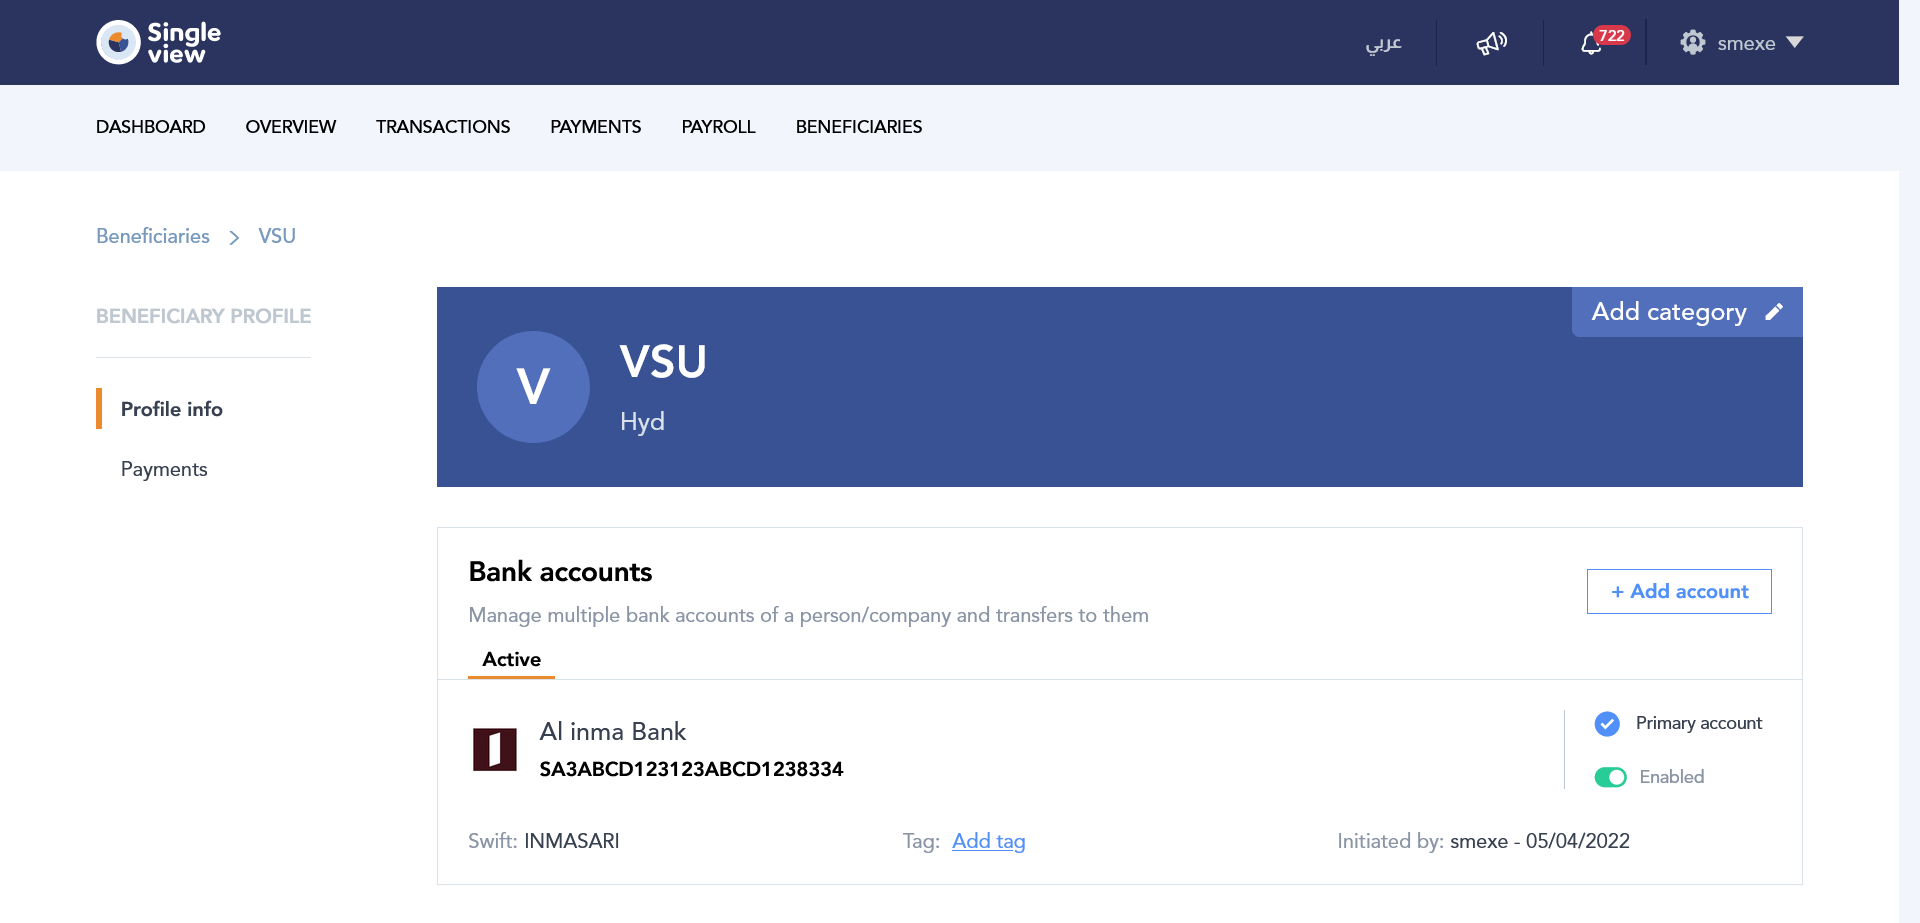 Single
view
عربي
722
smexe
DASHBOARD
OVERVIEW
TRANSACTIONS
PAYMENTS
PAYROLL
BENEFICIARIES
Beneficiaries > VSU
BENEFICIARY PROFILE
Profile info
Payments
Add category
V
VSU
Hyd
Bank accounts
Manage multiple bank accounts of a person/company and transfers to them
+ Add account
Active
Al inma Bank
SA3ABCD123123ABCD1238334
Primary account
Enabled
Swift: INMASARI
Tag: Add tag
Initiated by: smexe - 05/04/2022